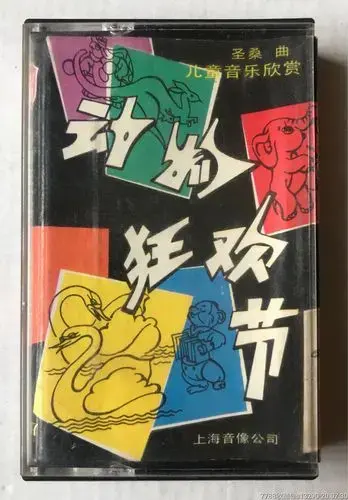 圣桑 曲
儿童音乐欣赏
动物
狂欢节
上海音像公司